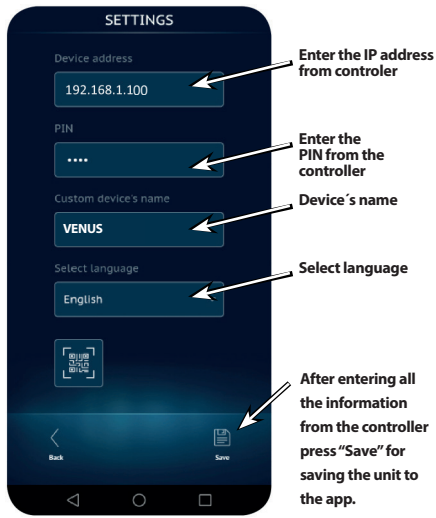 SETTINGS
Device address
192.168.1.100
Enter the IP address
from controler
PIN
••••
Enter the
PIN from the
controller
Custom device's name
VENUS
Device´s name
Select language
English
Select language
After entering all
the information
from the controller
press “Save” for
saving the unit to
the app.
Back
Save